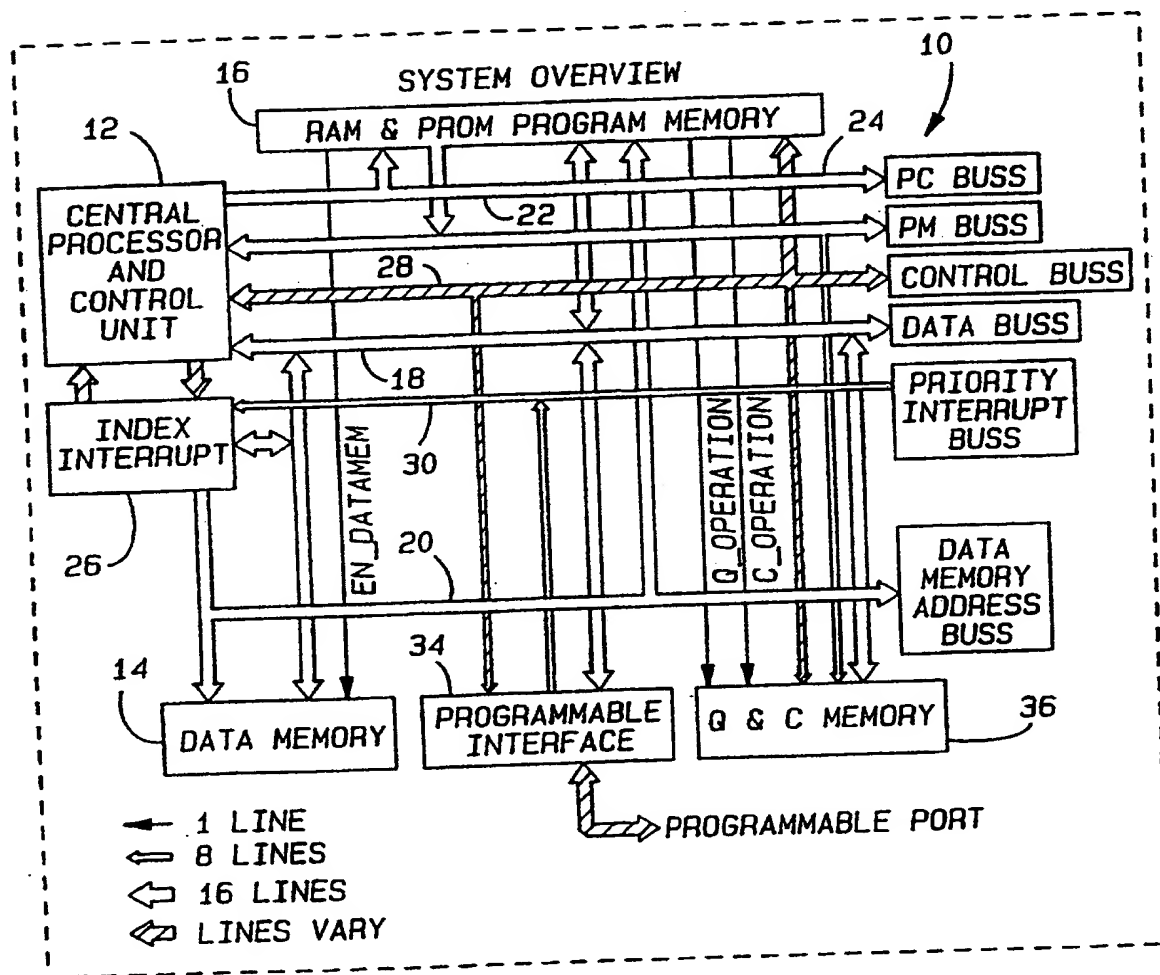 SYSTEM OVERVIEW
10
16
RAM & PROM PROGRAM MEMORY
24
12
CENTRAL
PROCESSOR
AND
CONTROL
UNIT
22
PC BUSS
PM BUSS
28
CONTROL BUSS
DATA BUSS
18
INDEX
INTERRUPT
30
PRIORITY
INTERRUPT
BUSS
26
EN_DATAMEM
20
Q_OPERATION
C_OPERATION
DATA
MEMORY
ADDRESS
BUSS
14
DATA MEMORY
34
PROGRAMMABLE
INTERFACE
Q & C MEMORY
36
1 LINE
8 LINES
16 LINES
LINES VARY
PROGRAMMABLE PORT